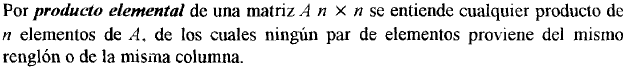 Por producto elemental de una matriz A n × n se entiende cualquier producto de
n elementos de A, de los cuales ningún par de elementos proviene del mismo
renglón o de la misma columna.